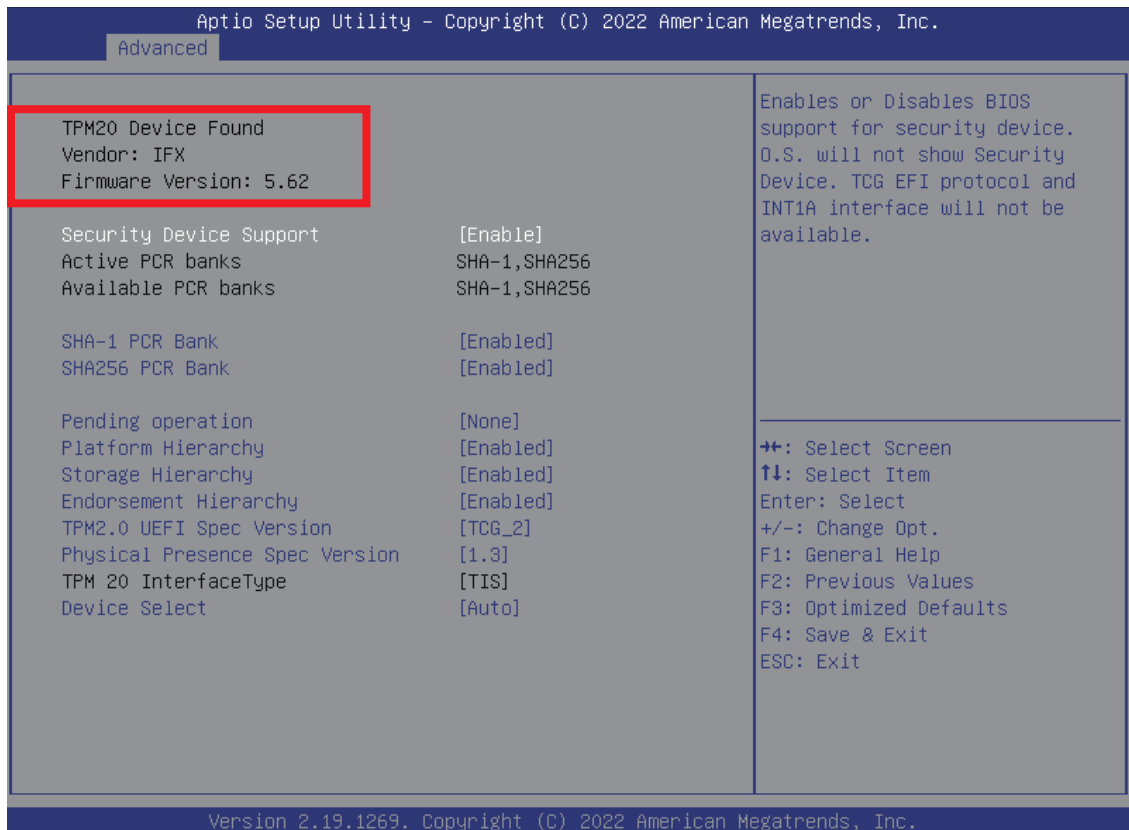 Aptio Setup Utility – Copyright (C) 2022 American Megatrends, Inc.
Advanced
TPM20 Device Found
Vendor: IFX
Firmware Version: 5.62
Security Device Support [Enable]
Active PCR banks SHA-1,SHA256
Available PCR banks SHA-1,SHA256
SHA-1 PCR Bank [Enabled]
SHA256 PCR Bank [Enabled]
Pending operation [None]
Platform Hierarchy [Enabled]
Storage Hierarchy [Enabled]
Endorsement Hierarchy [Enabled]
TPM2.0 UEFI Spec Version [TCG_2]
Physical Presence Spec Version [1.3]
TPM 20 InterfaceType [TIS]
Device Select [Auto]
Enables or Disables BIOS
support for security device.
O.S. will not show Security
Device. TCG EFI protocol and
INT1A interface will not be
available.
→←: Select Screen
↑↓: Select Item
Enter: Select
+/-: Change Opt.
F1: General Help
F2: Previous Values
F3: Optimized Defaults
F4: Save & Exit
ESC: Exit
Version 2.19.1269. Copyright (C) 2022 American Megatrends, Inc.